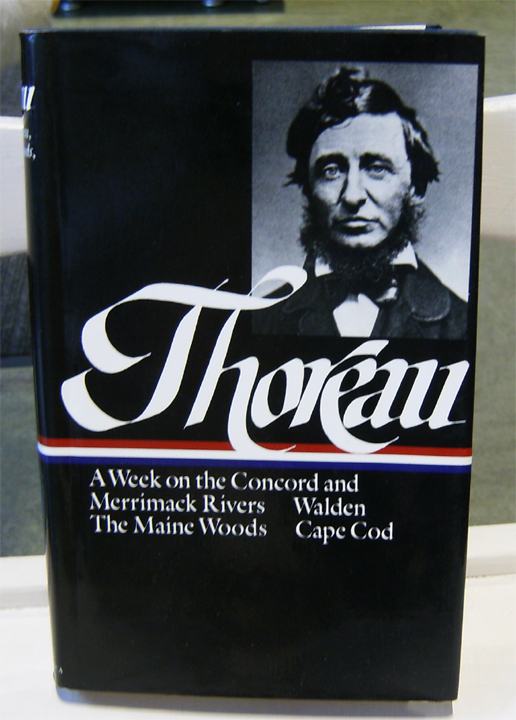 Thoreau
A Week on the Concord and
Merrimack Rivers Walden
The Maine Woods Cape Cod